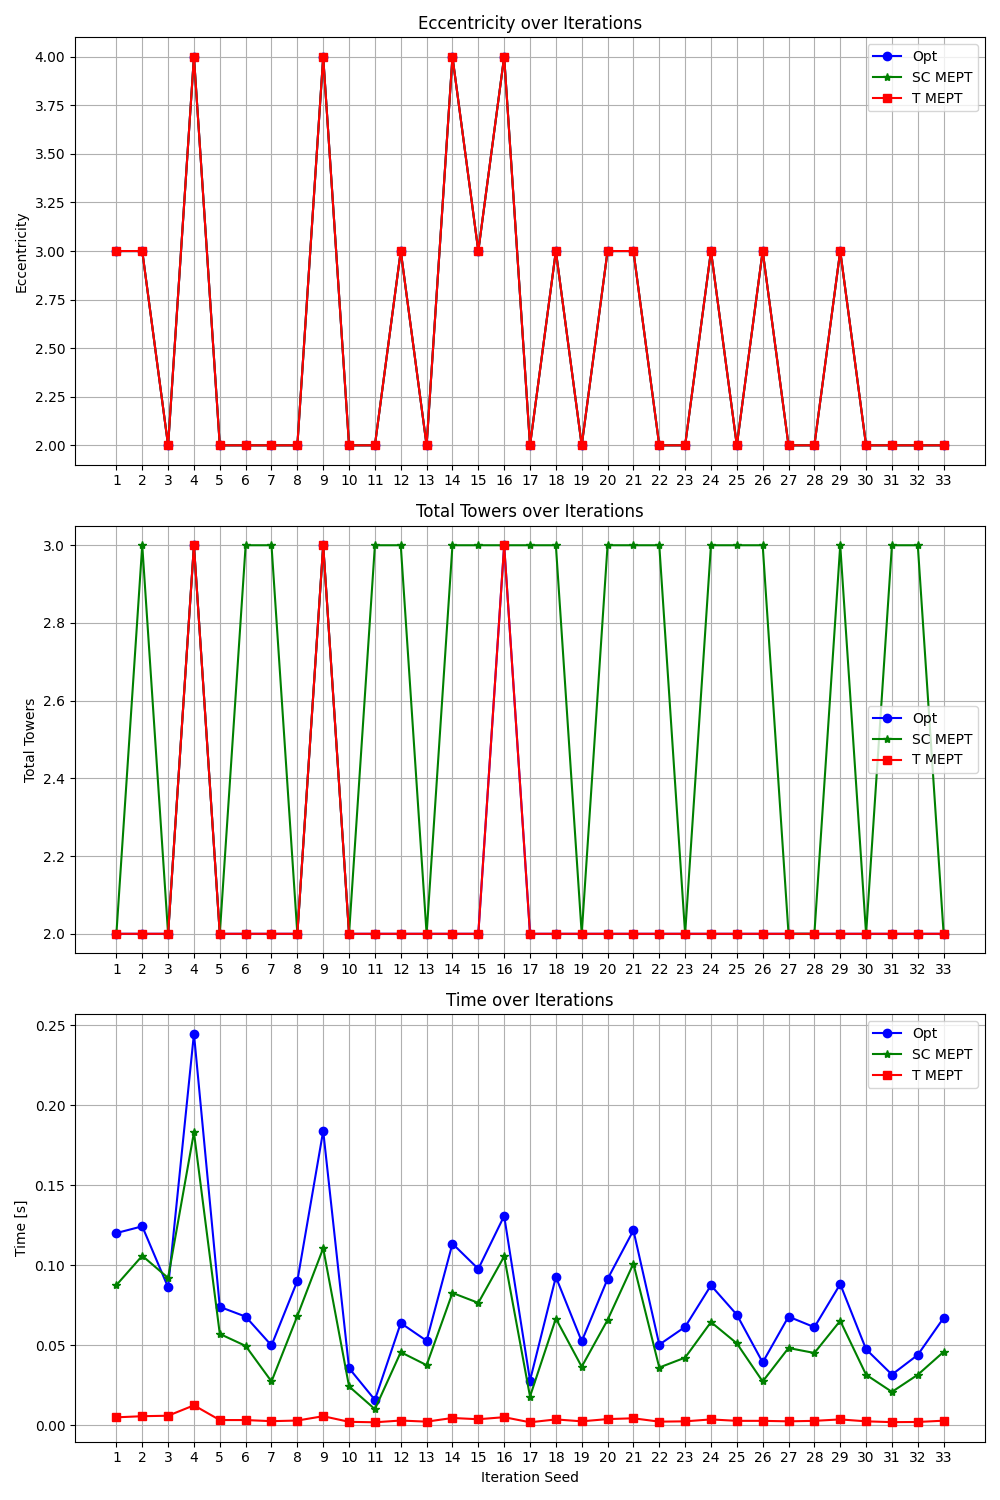 Eccentricity over Iterations
4.00
3.75
3.50
3.25
3.00
2.75
2.50
2.25
2.00
Eccentricity
Opt
SC MEPT
T MEPT
1 2 3 4 5 6 7 8 9 10 11 12 13 14 15 16 17 18 19 20 21 22 23 24 25 26 27 28 29 30 31 32 33
Total Towers over Iterations
3.0
2.8
2.6
2.4
2.2
2.0
Total Towers
Opt
SC MEPT
T MEPT
1 2 3 4 5 6 7 8 9 10 11 12 13 14 15 16 17 18 19 20 21 22 23 24 25 26 27 28 29 30 31 32 33
Time over Iterations
0.25
0.20
0.15
0.10
0.05
0.00
Time [s]
Opt
SC MEPT
T MEPT
1 2 3 4 5 6 7 8 9 10 11 12 13 14 15 16 17 18 19 20 21 22 23 24 25 26 27 28 29 30 31 32 33
Iteration Seed